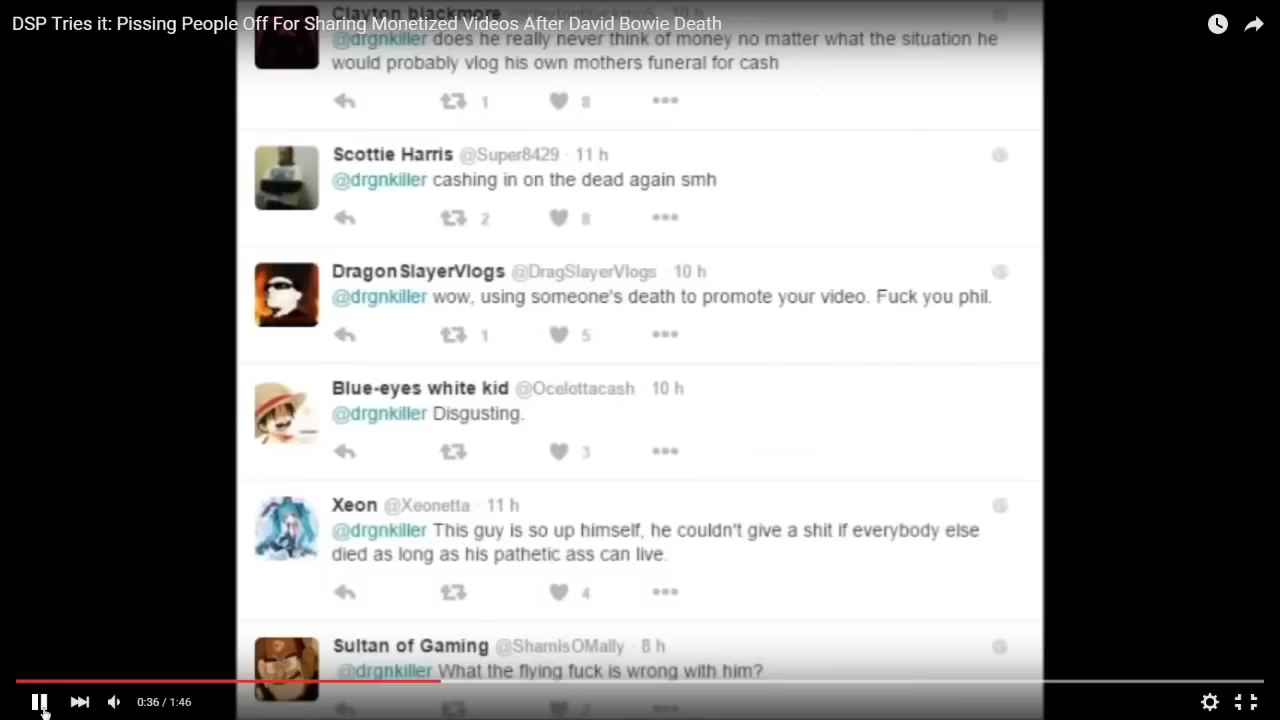 DSP Tries it: Pissing People Off For Sharing Monetized Videos After David Bowie Death
Clayton blackmore
@drgnkiller does he really never think of money no matter what the situation he
would probably vlog his own mothers funeral for cash
1 8
Scottie Harris @Super8429 · 11 h
@drgnkiller cashing in on the dead again smh
2 8
DragonSlayerVlogs @DragSlayerVlogs · 10 h
@drgnkiller wow, using someone's death to promote your video. Fuck you phil.
1 5
Blue-eyes white kid @Ocelottacash · 10 h
@drgnkiller Disgusting.
3
Xeon @Xeonetta · 11 h
@drgnkiller This guy is so up himself, he couldn't give a shit if everybody else
died as long as his pathetic ass can live.
4
Sultan of Gaming @ShamisOMally · 8 h
@drgnkiller What the flying fuck is wrong with him?
0:36 / 1:46